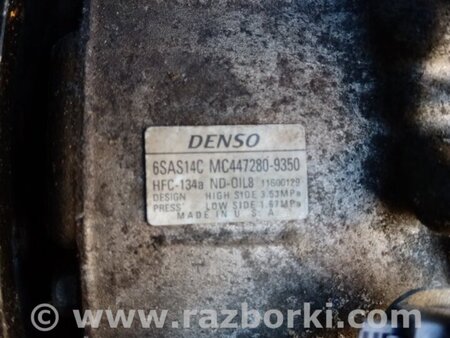 DENSO
6SAS14C MC447280-9350
HFC-134a ND-OIL8 11600129
DESIGN HIGH SIDE 3.53MPa
PRESS LOW SIDE 1.67MPa
MADE IN U.S.A
www.razborki.com